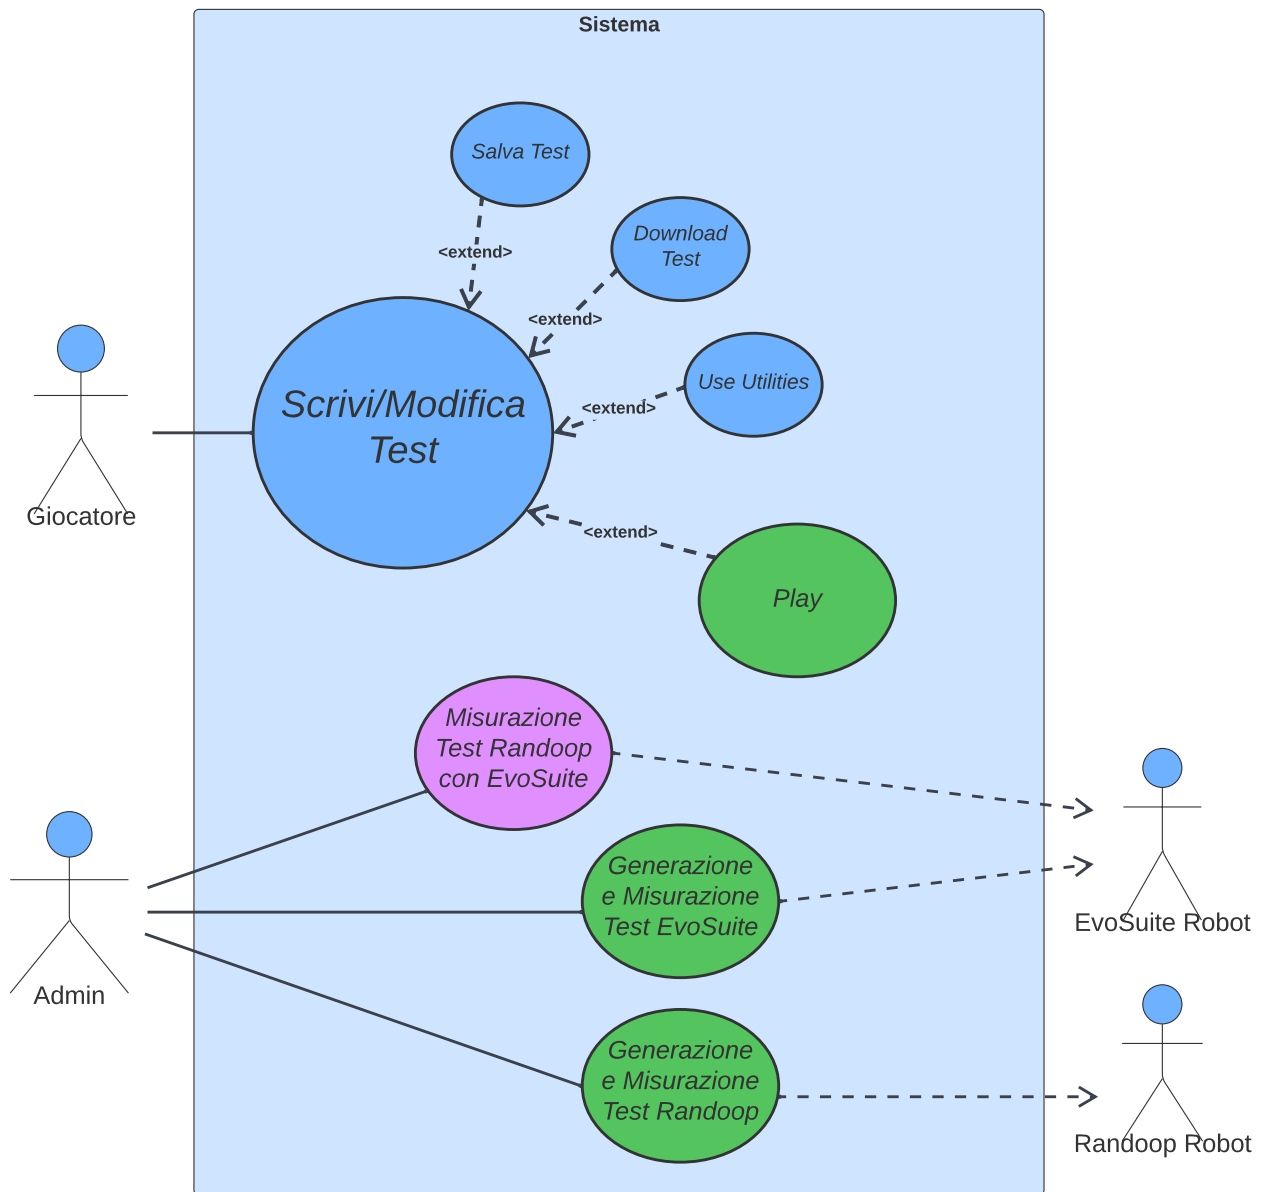 Sistema
Salva Test
<extend>
Download
Test
<extend>
Use Utilities
<extend>
Scrivi/Modifica
Test
Giocatore
<extend>
Play
Misurazione
Test Randoop
con EvoSuite
Generazione
e Misurazione
Test EvoSuite
EvoSuite Robot
Admin
Generazione
e Misurazione
Test Randoop
Randoop Robot